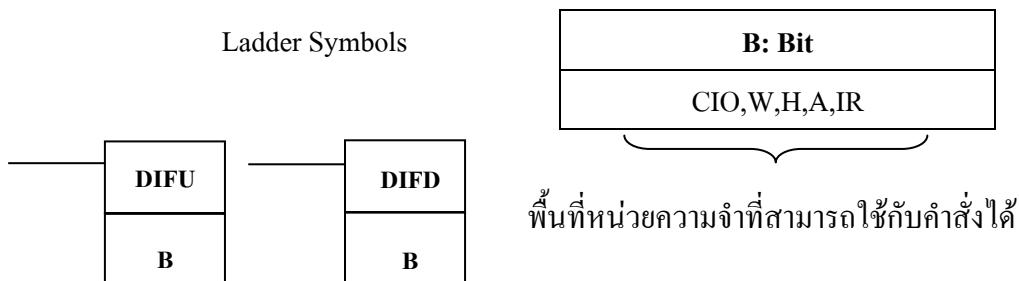 Ladder Symbols
B: Bit
CIO,W,H,A,IR
DIFU
DIFD
B
B
พื้นที่หน่วยความจำที่สามารถใช้กับคำสั่งได้